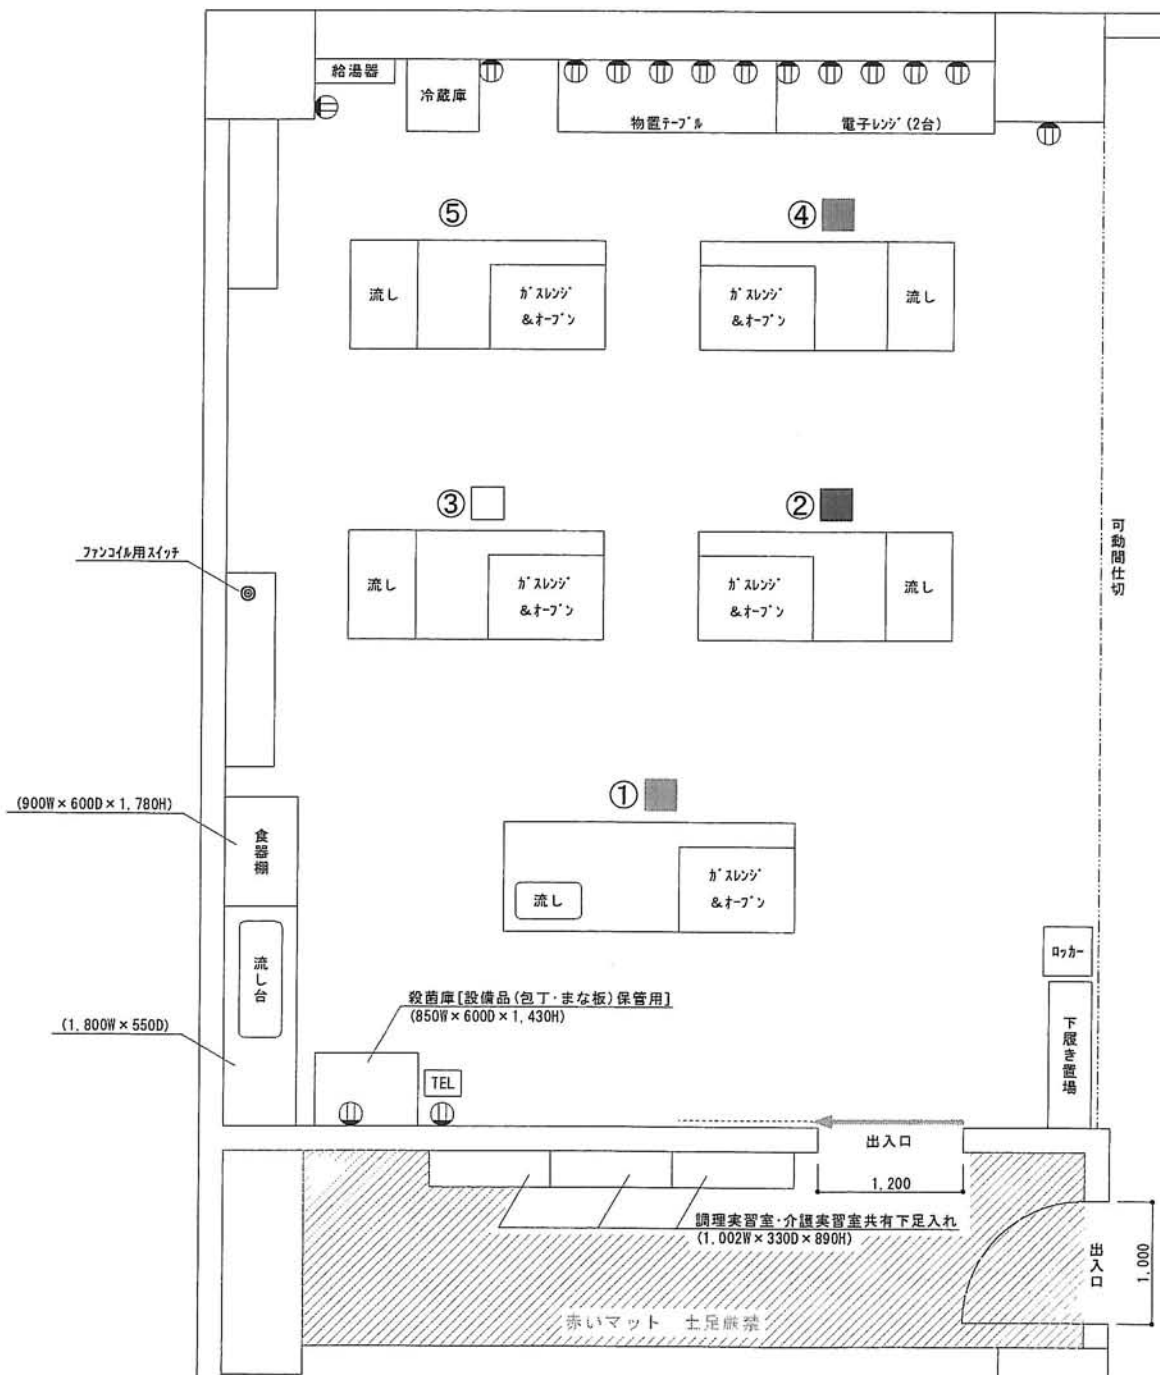 給湯器
冷蔵庫
物置テーブル
電子レンジ(2台)
⑤
④
流し
ガスレンジ
&オーブン
ガスレンジ
&オーブン
流し
③
②
可動間仕切
ファンコイル用スイッチ
流し
ガスレンジ
&オーブン
ガスレンジ
&オーブン
流し
①
(900W×600D×1,780H)
食器棚
ガスレンジ
&オーブン
流し
流し台
ロッカー
殺菌庫[設備品(包丁・まな板)保管用]
(850W×600D×1,430H)
(1,800W×550D)
下履き置場
TEL
出入口
1,200
調理実習室・介護実習室共有下足入れ
(1,002W×330D×890H)
出入口
1,000
赤いマット 土足厳禁